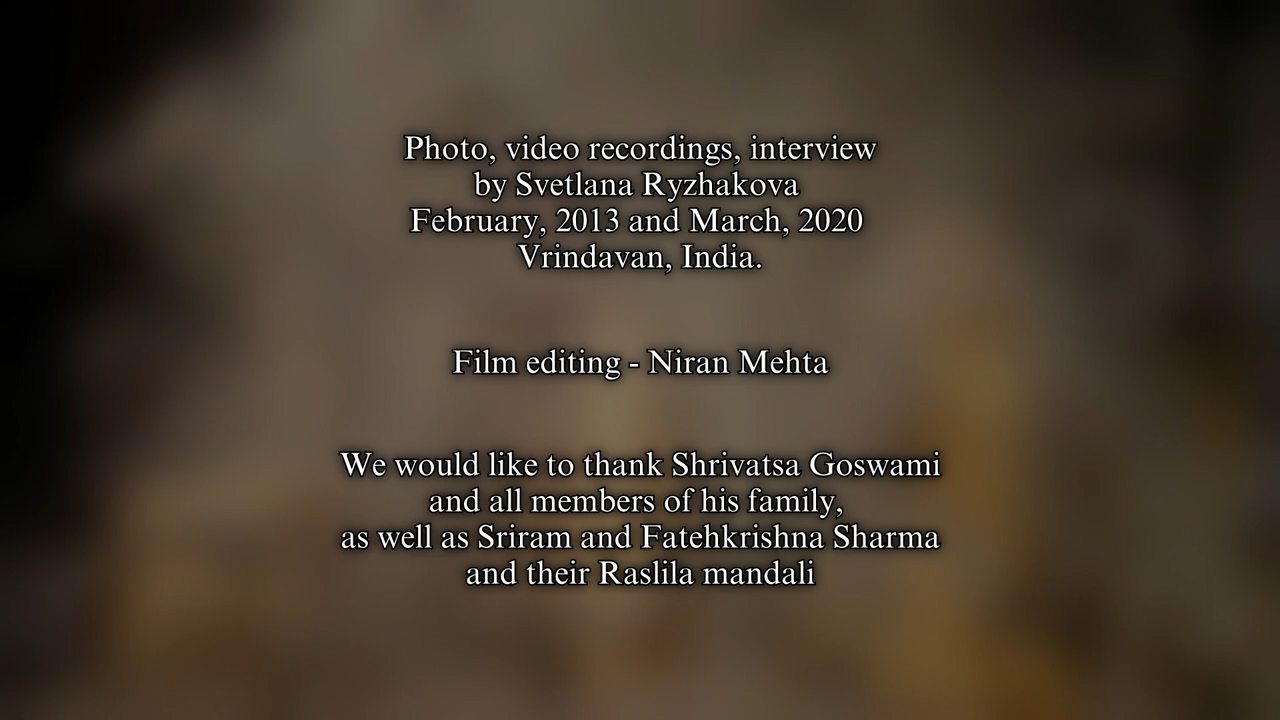 Photo, video recordings, interview
by Svetlana Ryzhakova
February, 2013 and March, 2020
Vrindavan, India.
Film editing - Niran Mehta
We would like to thank Shrivatsa Goswami
and all members of his family,
as well as Sriram and Fatehkrishna Sharma
and their Raslila mandali